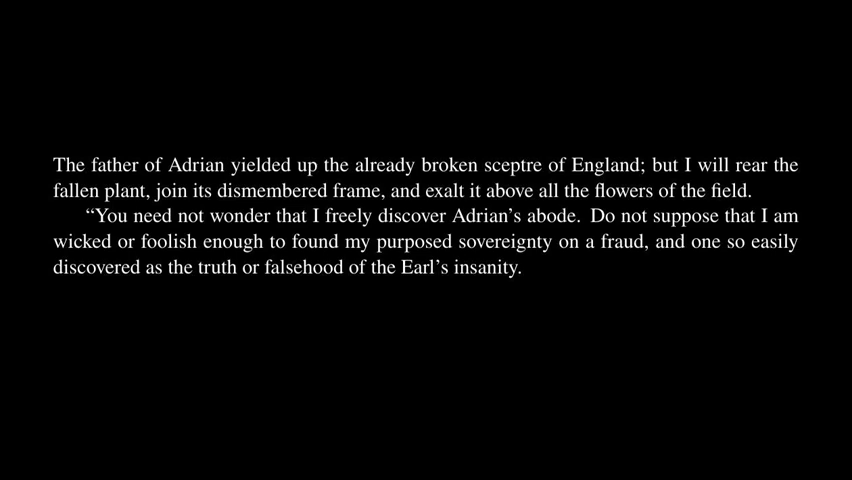 The father of Adrian yielded up the already broken sceptre of England; but I will rear the
fallen plant, join its dismembered frame, and exalt it above all the flowers of the field.
“You need not wonder that I freely discover Adrian’s abode. Do not suppose that I am
wicked or foolish enough to found my purposed sovereignty on a fraud, and one so easily
discovered as the truth or falsehood of the Earl’s insanity.